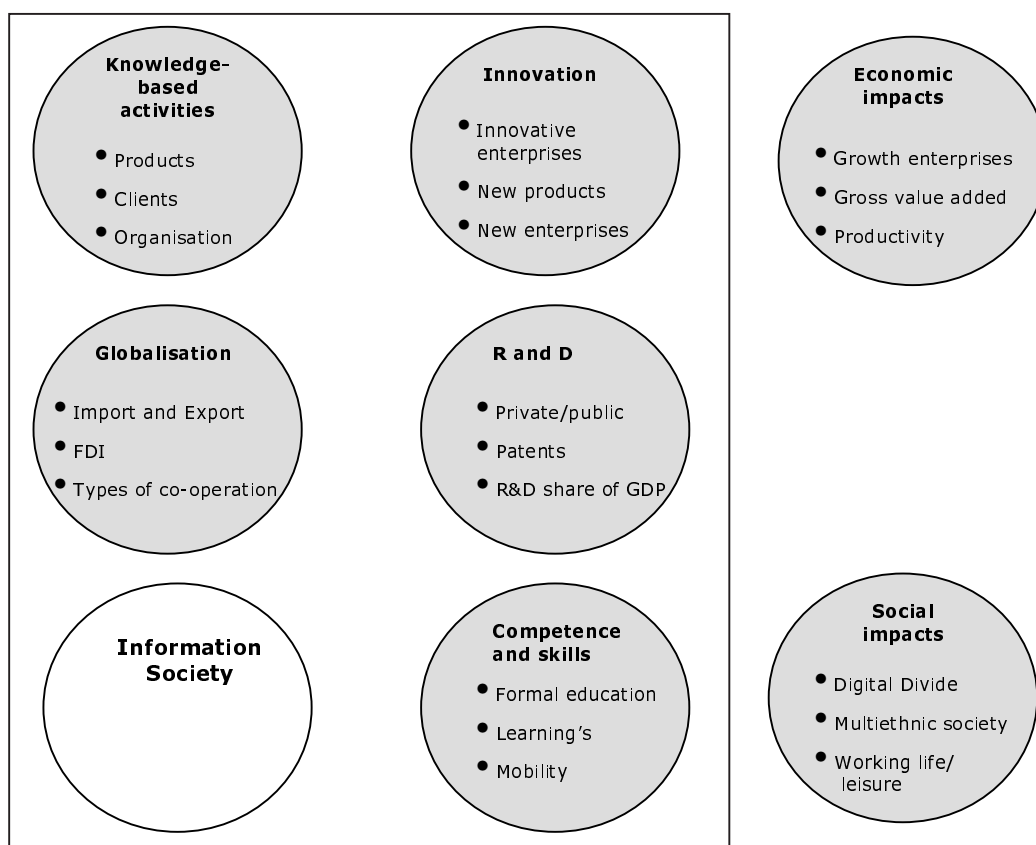 Knowledge-
based
activities
• Products
• Clients
• Organisation
Innovation
• Innovative
enterprises
• New products
• New enterprises
Economic
impacts
• Growth enterprises
• Gross value added
• Productivity
Globalisation
• Import and Export
• FDI
• Types of co-operation
R and D
• Private/public
• Patents
• R&D share of GDP
Information
Society
Competence
and skills
• Formal education
• Learning’s
• Mobility
Social
impacts
• Digital Divide
• Multiethnic society
• Working life/
leisure